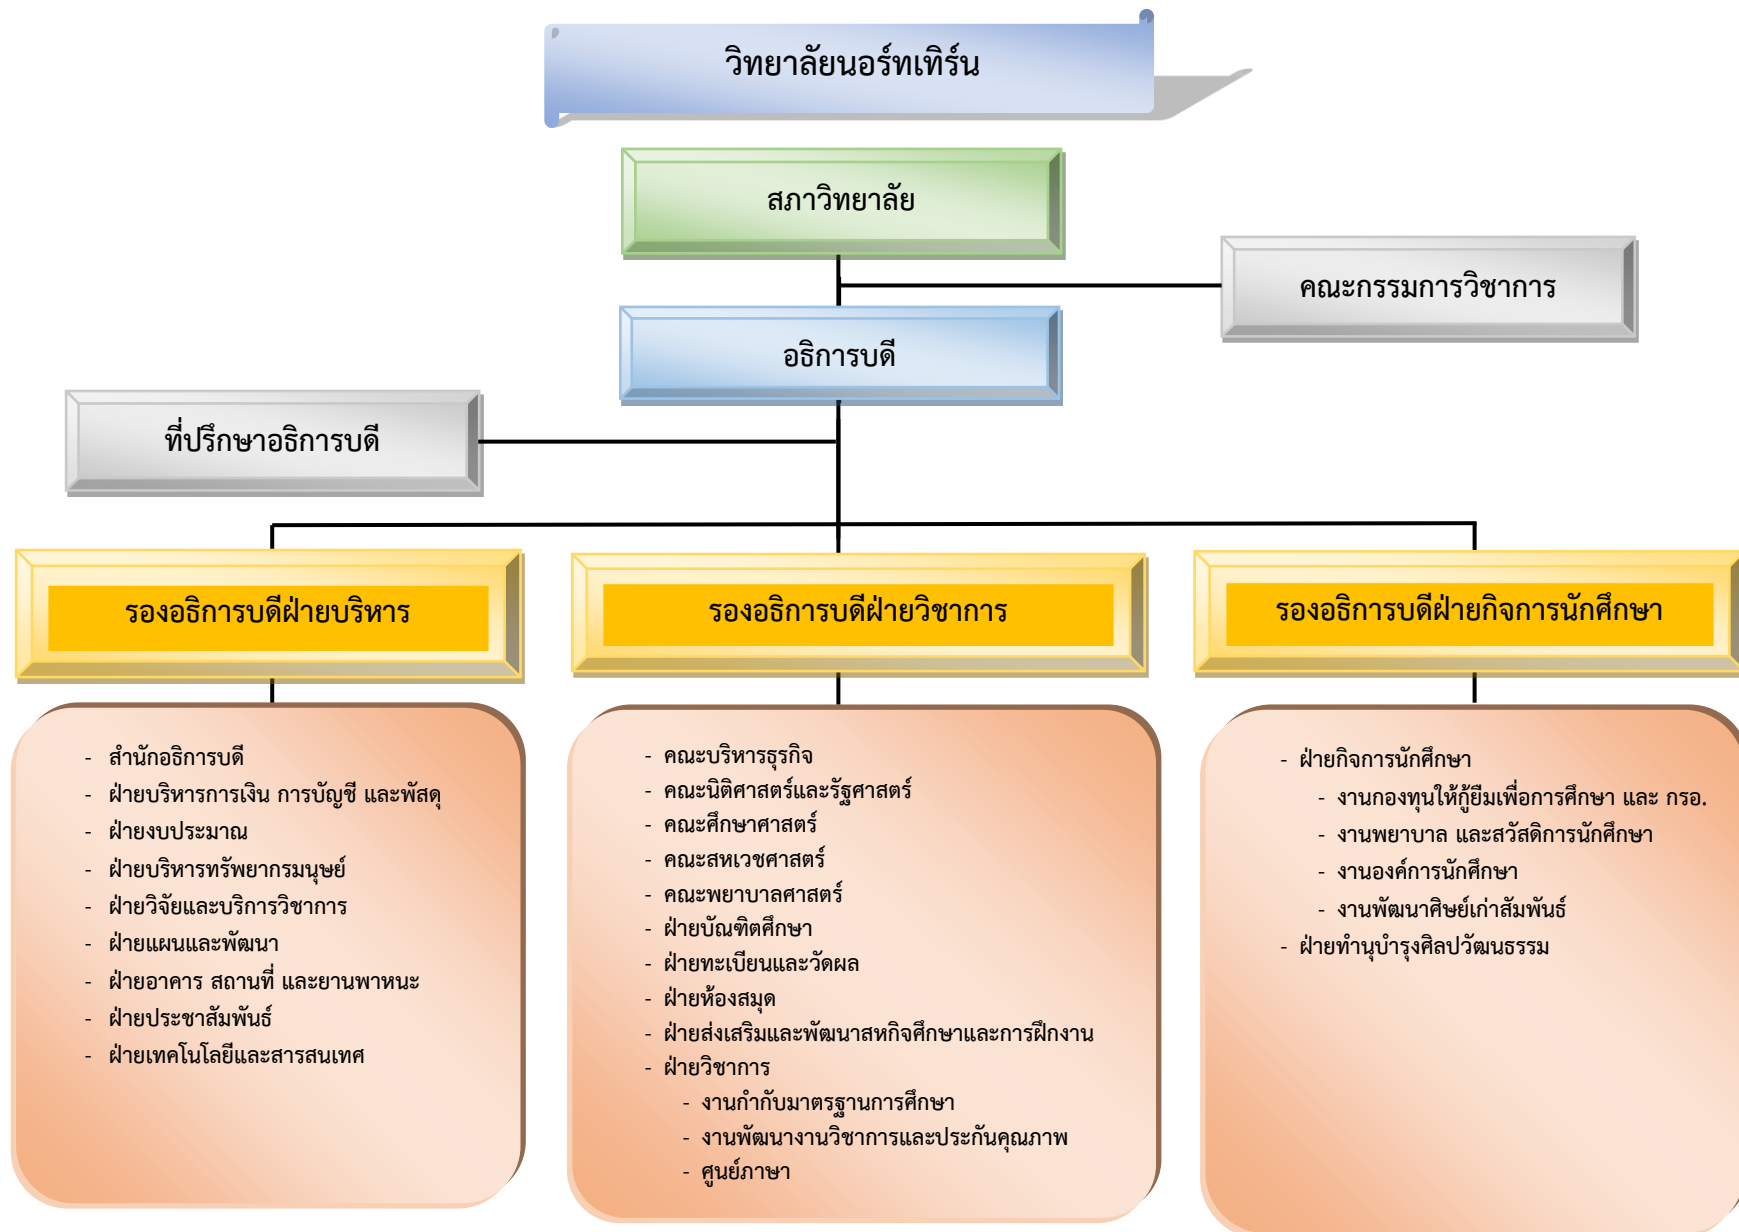 วิทยาลัยนอร์ทเทิร์น
สภาวิทยาลัย
คณะกรรมการวิชาการ
อธิการบดี
ที่ปรึกษาอธิการบดี
รองอธิการบดีฝ่ายบริหาร
- สำนักอธิการบดี
- ฝ่ายบริหารการเงิน การบัญชี และพัสดุ
- ฝ่ายงบประมาณ
- ฝ่ายบริหารทรัพยากรมนุษย์
- ฝ่ายวิจัยและบริการวิชาการ
- ฝ่ายแผนและพัฒนา
- ฝ่ายอาคาร สถานที่ และยานพาหนะ
- ฝ่ายประชาสัมพันธ์
- ฝ่ายเทคโนโลยีและสารสนเทศ
รองอธิการบดีฝ่ายวิชาการ
- คณะบริหารธุรกิจ
- คณะนิติศาสตร์และรัฐศาสตร์
- คณะศึกษาศาสตร์
- คณะสหเวชศาสตร์
- คณะพยาบาลศาสตร์
- ฝ่ายบัณฑิตศึกษา
- ฝ่ายทะเบียนและวัดผล
- ฝ่ายห้องสมุด
- ฝ่ายส่งเสริมและพัฒนาสหกิจศึกษาและการฝึกงาน
- ฝ่ายวิชาการ
- งานกำกับมาตรฐานการศึกษา
- งานพัฒนางานวิชาการและประกันคุณภาพ
- ศูนย์ภาษา
รองอธิการบดีฝ่ายกิจการนักศึกษา
- ฝ่ายกิจการนักศึกษา
- งานกองทุนให้กู้ยืมเพื่อการศึกษา และ กรอ.
- งานพยาบาล และสวัสดิการนักศึกษา
- งานองค์การนักศึกษา
- งานพัฒนาศิษย์เก่าสัมพันธ์
- ฝ่ายทำนุบำรุงศิลปวัฒนธรรม